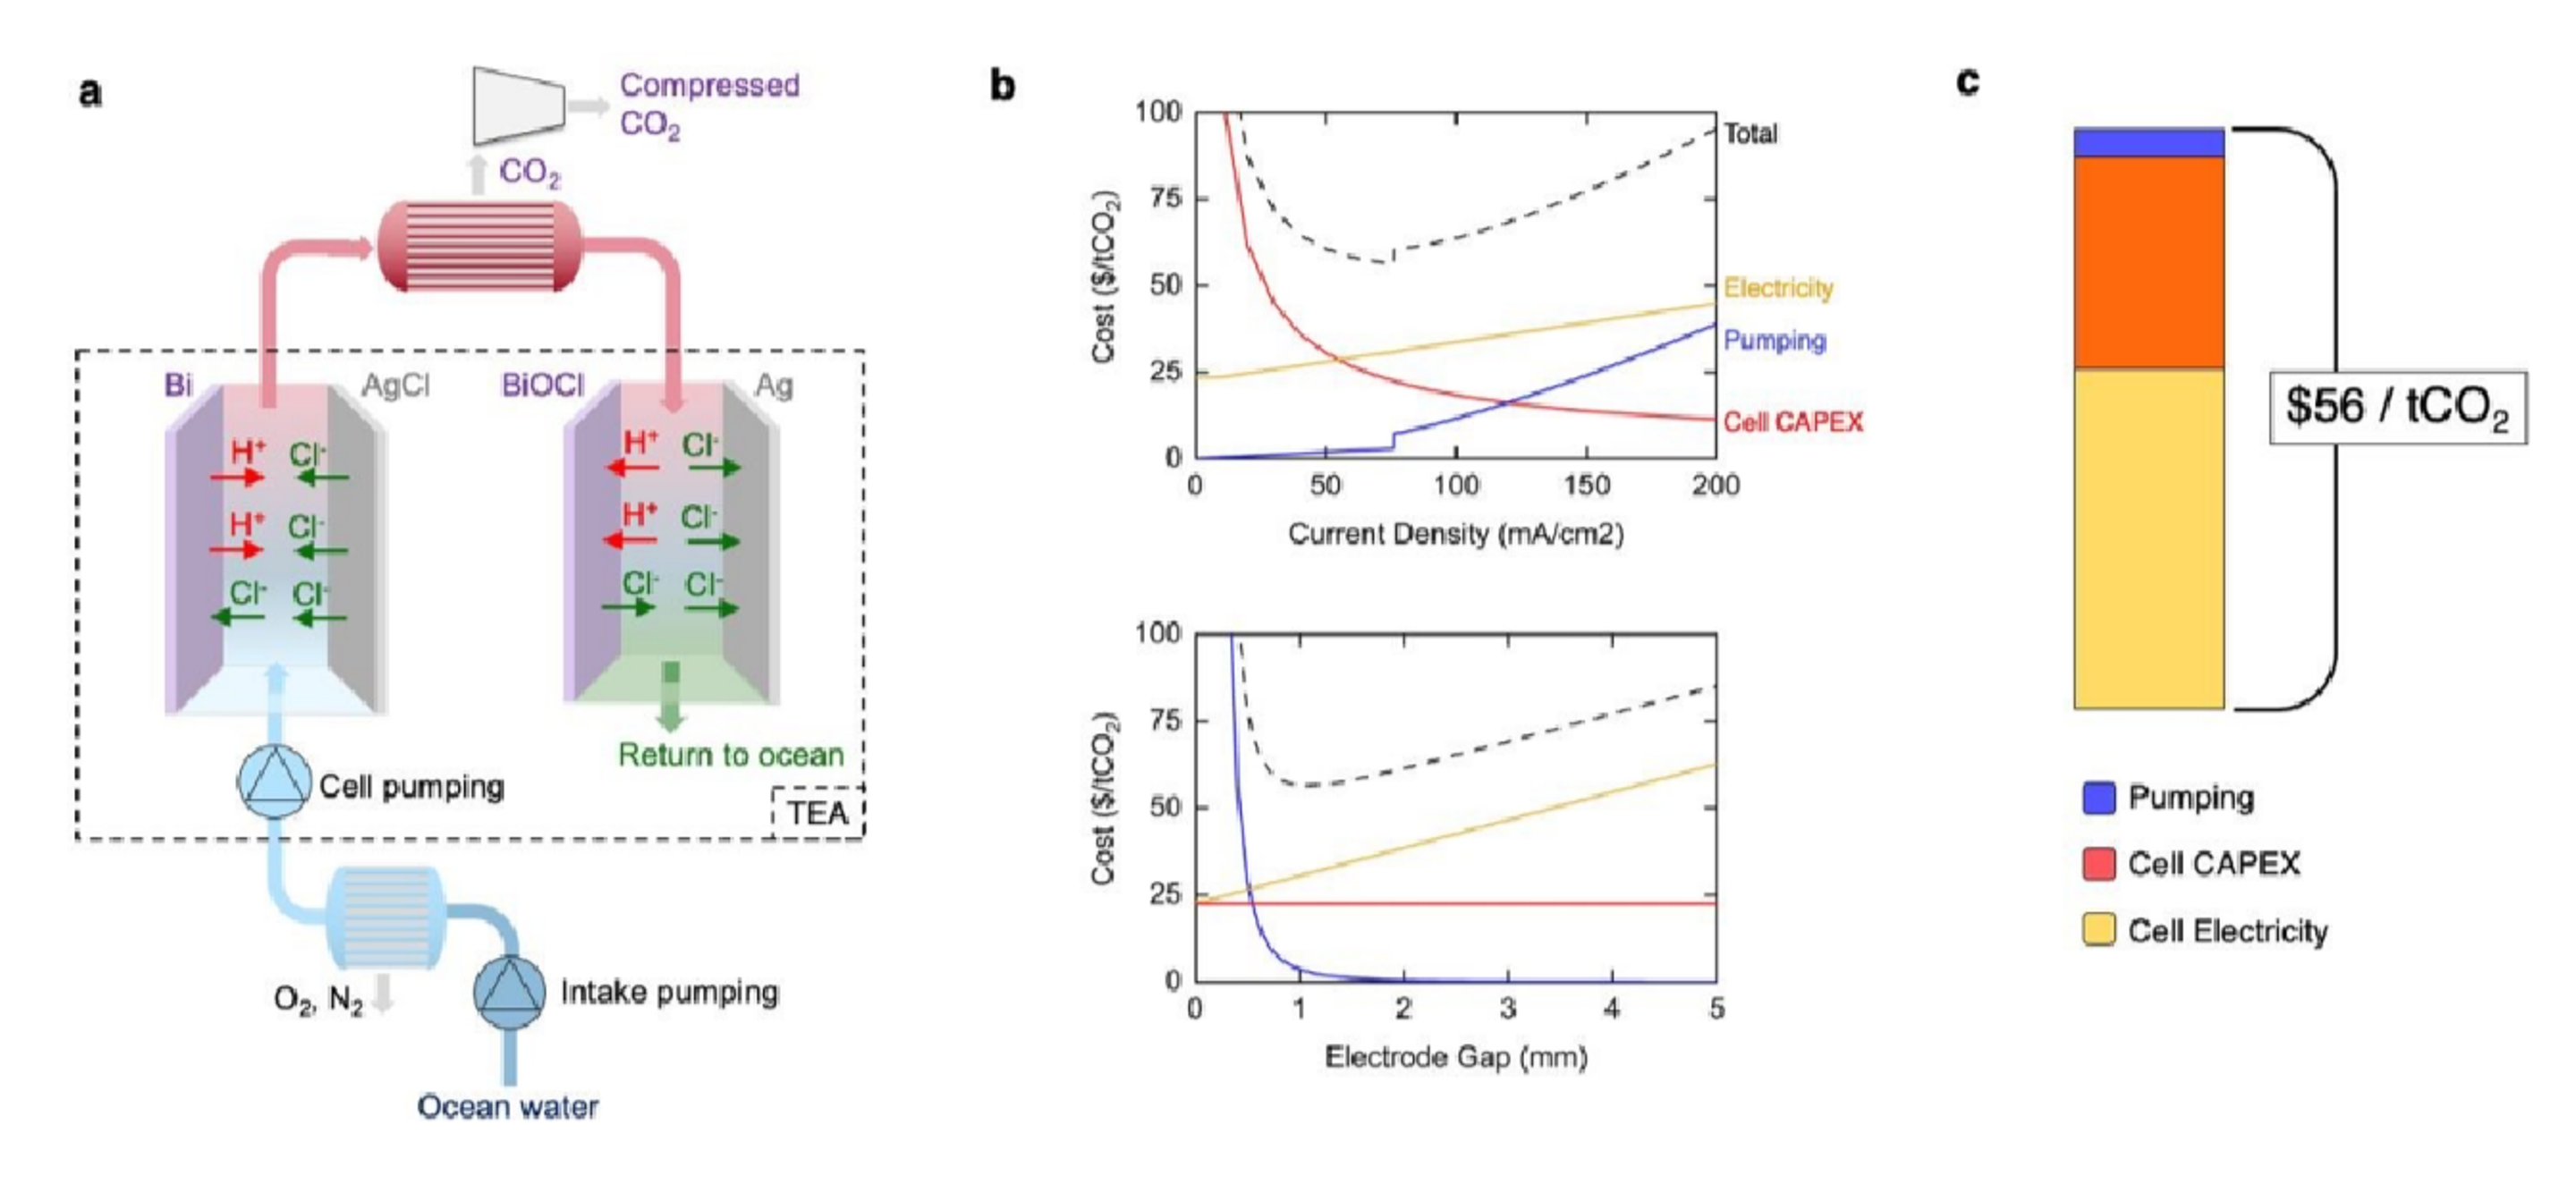 a
Compressed
CO₂
CO₂
Bi
AgCl
BiOCl
Ag
H⁺
Cl⁻
H⁺
Cl⁻
H⁺
Cl⁻
H⁺
Cl⁻
Cl⁻
Cl⁻
Cl⁻
Cl⁻
Return to ocean
Cell pumping
TEA
O₂, N₂
Intake pumping
Ocean water
b
100
75
50
25
0
Cost ($/tCO₂)
0
50
100
150
200
Current Density (mA/cm2)
Total
Electricity
Pumping
Cell CAPEX
100
75
50
25
0
Cost ($/tCO₂)
0
1
2
3
4
5
Electrode Gap (mm)
c
$56 / tCO₂
Pumping
Cell CAPEX
Cell Electricity